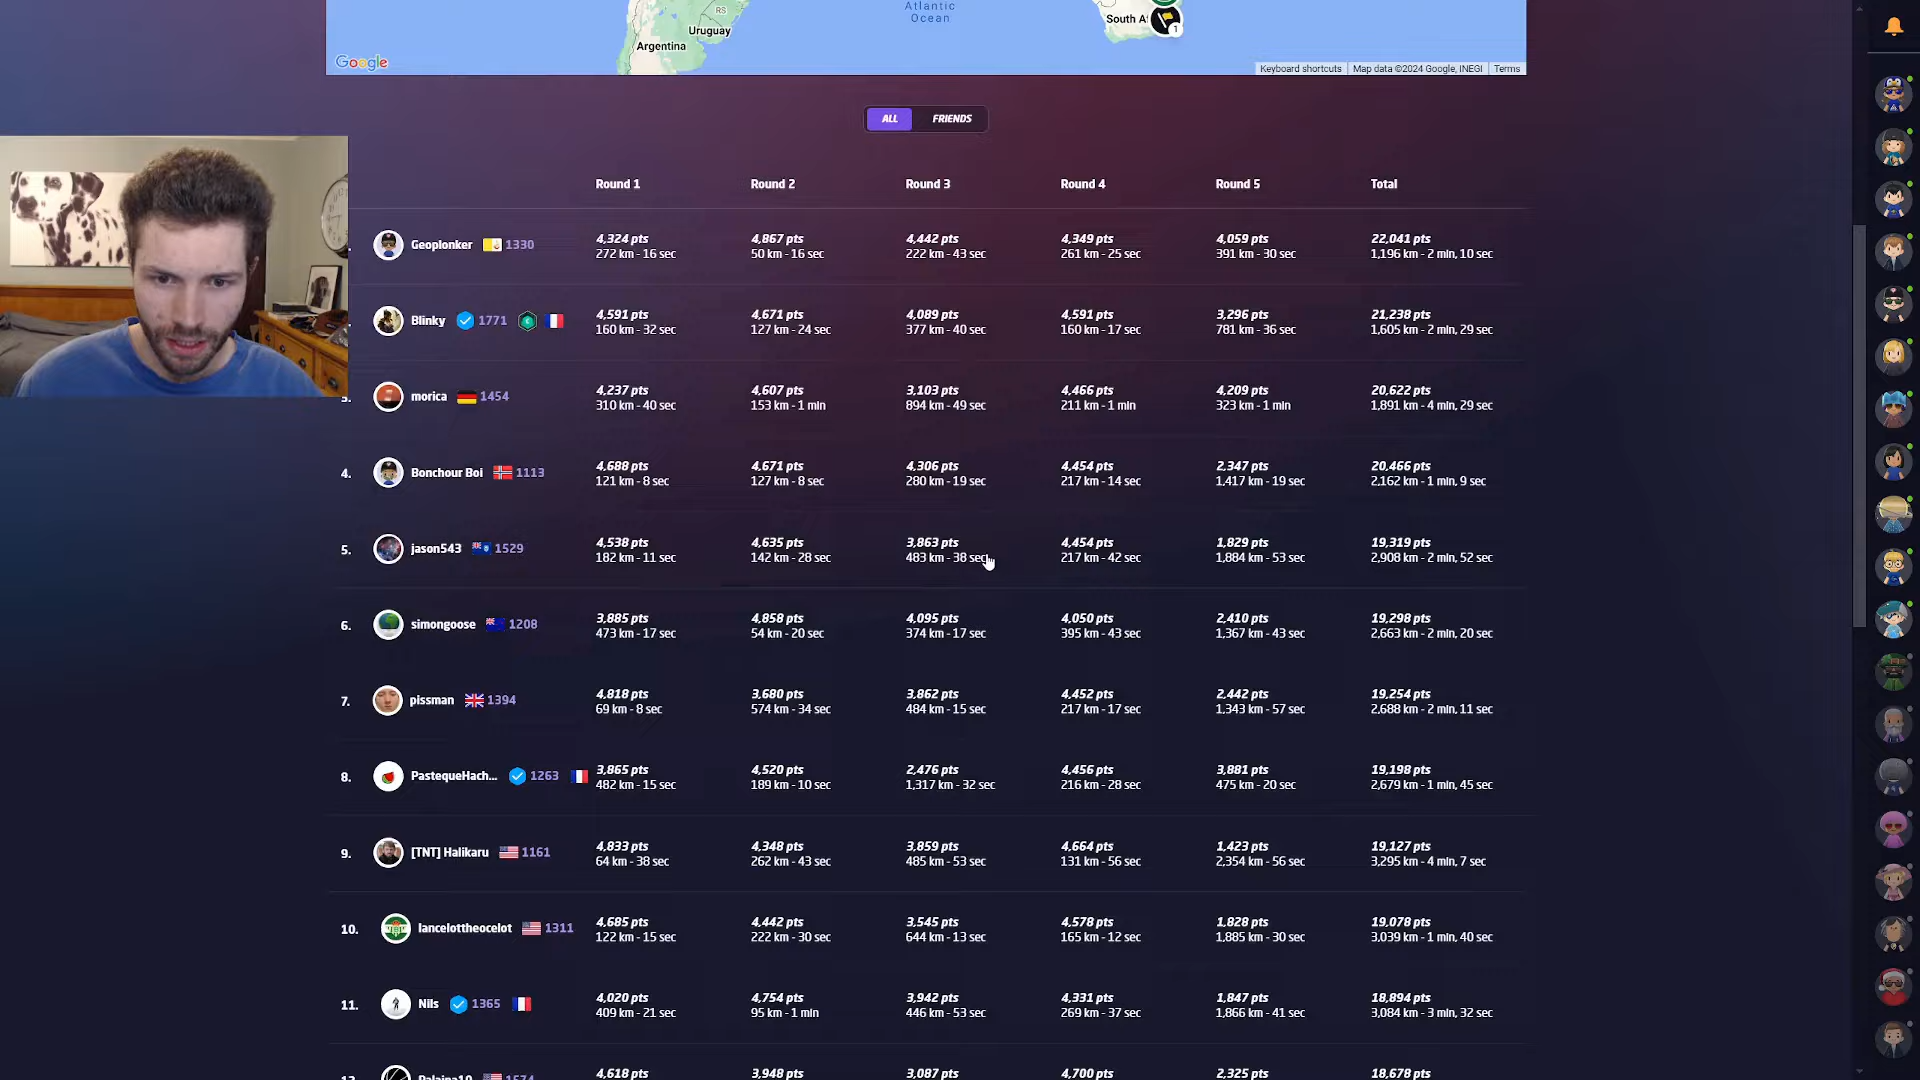 Atlantic
Ocean
RS
Uruguay
Argentina
South A
1
Google
Keyboard shortcuts
Map data ©2024 Google, INEGI
Terms
ALL
FRIENDS
Round 1
Round 2
Round 3
Round 4
Round 5
Total
Geoplonker 1330
4,324 pts
272 km - 16 sec
4,867 pts
50 km - 16 sec
4,442 pts
222 km - 43 sec
4,349 pts
261 km - 25 sec
4,059 pts
391 km - 30 sec
22,041 pts
1,196 km - 2 min, 10 sec
Blinky 1771
4,591 pts
160 km - 32 sec
4,671 pts
127 km - 24 sec
4,089 pts
377 km - 40 sec
4,591 pts
160 km - 17 sec
3,296 pts
781 km - 36 sec
21,238 pts
1,605 km - 2 min, 29 sec
3. morica 1454
4,237 pts
310 km - 40 sec
4,607 pts
153 km - 1 min
3,103 pts
894 km - 49 sec
4,466 pts
211 km - 1 min
4,209 pts
323 km - 1 min
20,622 pts
1,891 km - 4 min, 29 sec
4. Bonchour Boi 1113
4,688 pts
121 km - 8 sec
4,671 pts
127 km - 8 sec
4,306 pts
280 km - 19 sec
4,454 pts
217 km - 14 sec
2,347 pts
1,417 km - 19 sec
20,466 pts
2,162 km - 1 min, 9 sec
5. jason543 1529
4,538 pts
182 km - 11 sec
4,635 pts
142 km - 28 sec
3,863 pts
483 km - 38 sec
4,454 pts
217 km - 42 sec
1,829 pts
1,884 km - 53 sec
19,319 pts
2,908 km - 2 min, 52 sec
6. simongoose 1208
3,885 pts
473 km - 17 sec
4,858 pts
54 km - 20 sec
4,095 pts
374 km - 17 sec
4,050 pts
395 km - 43 sec
2,410 pts
1,367 km - 43 sec
19,298 pts
2,663 km - 2 min, 20 sec
7. pissman 1394
4,818 pts
69 km - 8 sec
3,680 pts
574 km - 34 sec
3,862 pts
484 km - 15 sec
4,452 pts
217 km - 17 sec
2,442 pts
1,343 km - 57 sec
19,254 pts
2,688 km - 2 min, 11 sec
8. PastequeHach... 1263
3,865 pts
482 km - 15 sec
4,520 pts
189 km - 10 sec
2,476 pts
1,317 km - 32 sec
4,456 pts
216 km - 28 sec
3,881 pts
475 km - 20 sec
19,198 pts
2,679 km - 1 min, 45 sec
9. [TNT] Halikaru 1161
4,833 pts
64 km - 38 sec
4,348 pts
262 km - 43 sec
3,859 pts
485 km - 53 sec
4,664 pts
131 km - 56 sec
1,423 pts
2,354 km - 56 sec
19,127 pts
3,295 km - 4 min, 7 sec
10. lancelottheocelot 1311
4,685 pts
122 km - 15 sec
4,442 pts
222 km - 30 sec
3,545 pts
644 km - 13 sec
4,578 pts
165 km - 12 sec
1,828 pts
1,885 km - 30 sec
19,078 pts
3,039 km - 1 min, 40 sec
11. Nils 1365
4,020 pts
409 km - 21 sec
4,754 pts
95 km - 1 min
3,942 pts
446 km - 53 sec
4,331 pts
269 km - 37 sec
1,847 pts
1,866 km - 41 sec
18,894 pts
3,084 km - 3 min, 32 sec
4,618 pts
3,948 pts
3,087 pts
4,700 pts
2,325 pts
18,678 pts